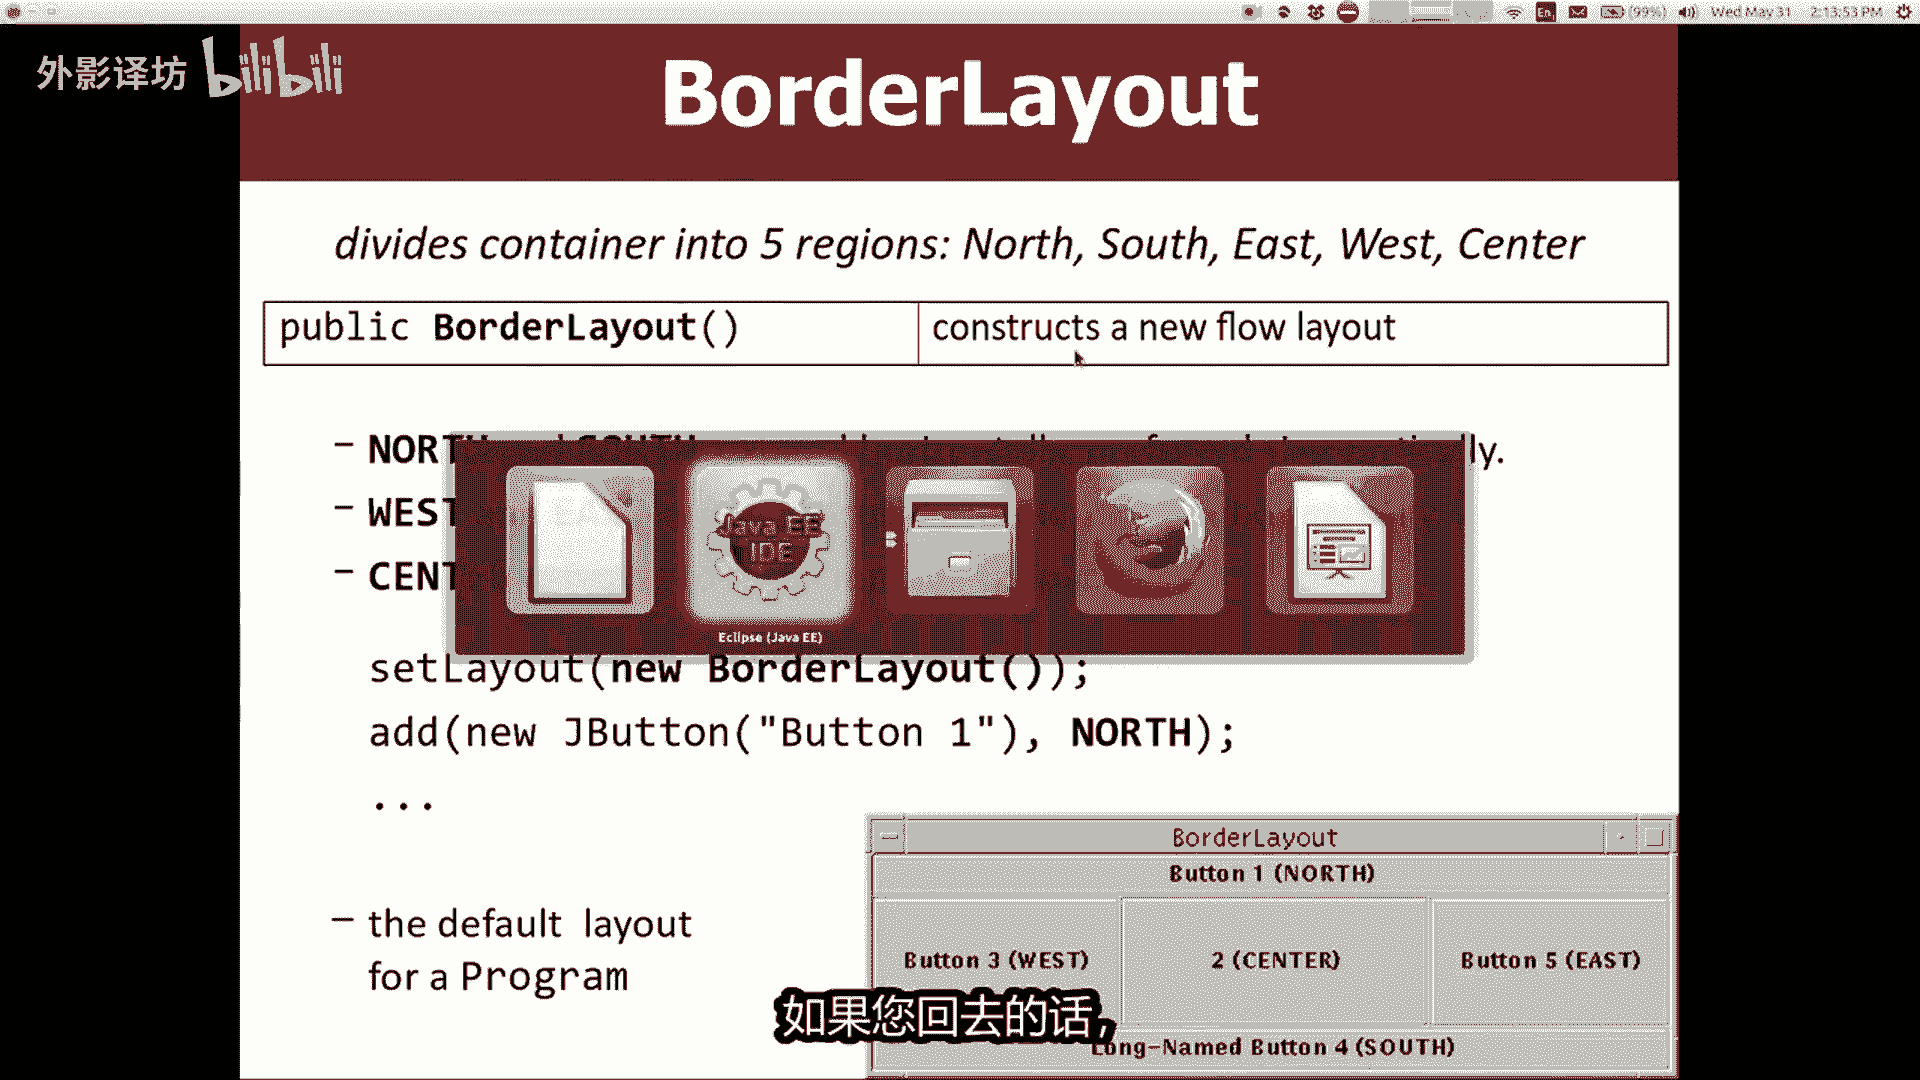 En (99%) Wed May 31 2:13:53 PM
外影译坊 bilibili
BorderLayout
divides container into 5 regions: North, South, East, West, Center
public BorderLayout() constructs a new flow layout
– NORTH SOUTH ly.
– WEST
– CENT
Java EE IDE
Eclipse (Java EE)
setLayout(new BorderLayout());
add(new JButton("Button 1"), NORTH);
...
– the default layout
for a Program
BorderLayout
Button 1 (NORTH)
Button 3 (WEST) 2 (CENTER) Button 5 (EAST)
Long-Named Button 4 (SOUTH)
如果您回去的话,